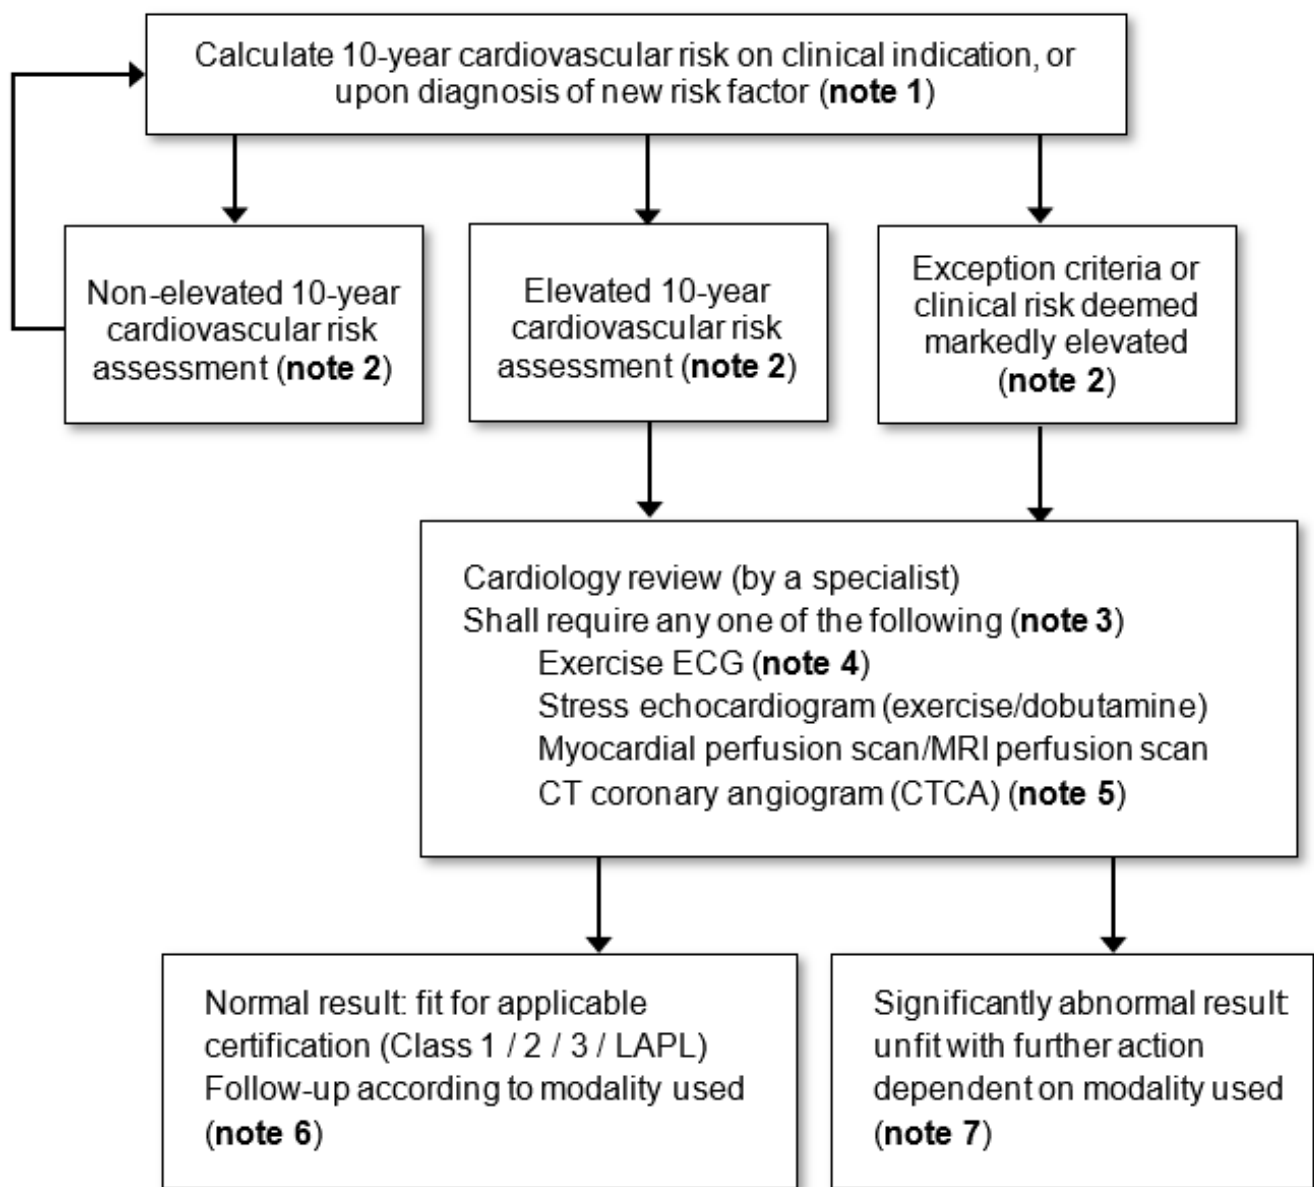 Calculate 10-year cardiovascular risk on clinical indication, or
upon diagnosis of new risk factor (note 1)
Non-elevated 10-year
cardiovascular risk
assessment (note 2)
Elevated 10-year
cardiovascular risk
assessment (note 2)
Exception criteria or
clinical risk deemed
markedly elevated
(note 2)
Cardiology review (by a specialist)
Shall require any one of the following (note 3)
Exercise ECG (note 4)
Stress echocardiogram (exercise/dobutamine)
Myocardial perfusion scan/MRI perfusion scan
CT coronary angiogram (CTCA) (note 5)
Normal result: fit for applicable
certification (Class 1 / 2 / 3 / LAPL)
Follow-up according to modality used
(note 6)
Significantly abnormal result:
unfit with further action
dependent on modality used
(note 7)